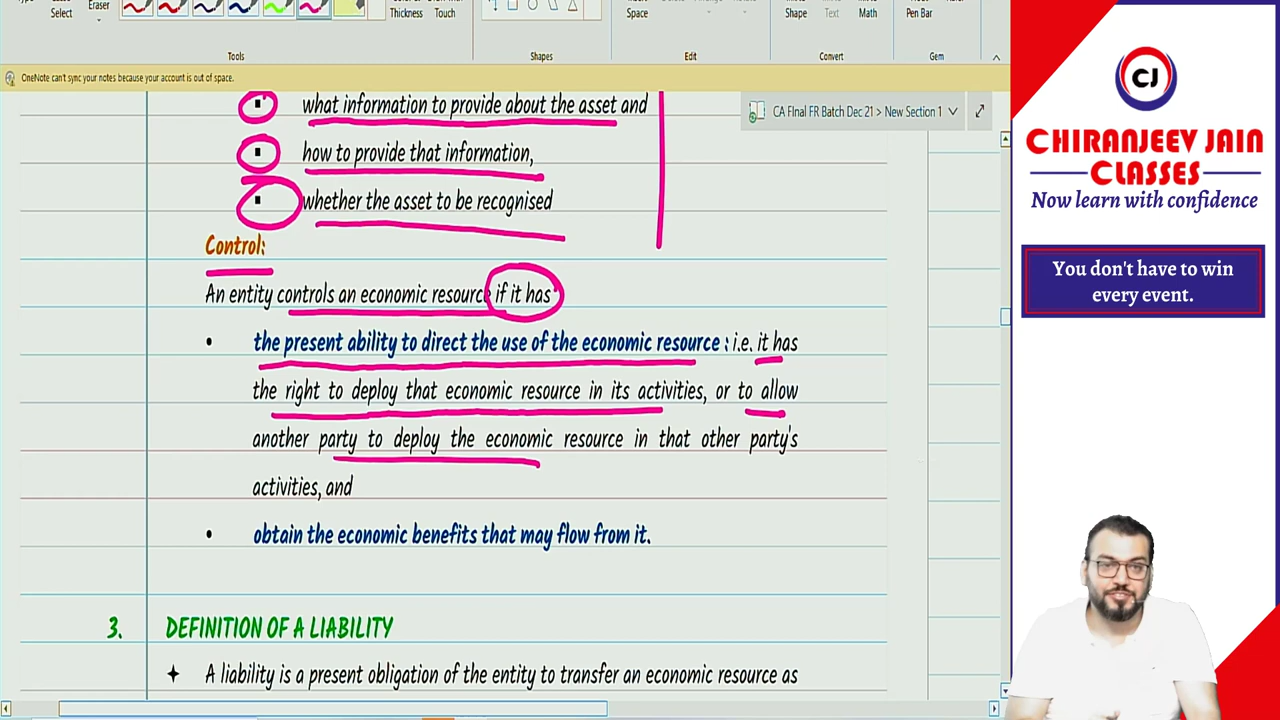 Type
Select
Eraser
Thickness
Touch
Space
Shape
Text
Math
Pen Bar
Tools
Shapes
Edit
Convert
Gem
OneNote can't sync your notes because your account is out of space.
what information to provide about the asset and
CA FInal FR Batch Dec 21 > New Section 1
how to provide that information,
whether the asset to be recognised
Control:
An entity controls an economic resource if it has
• the present ability to direct the use of the economic resource : i.e. it has
the right to deploy that economic resource in its activities, or to allow
another party to deploy the economic resource in that other party's
activities, and
• obtain the economic benefits that may flow from it.
3. DEFINITION OF A LIABILITY
A liability is a present obligation of the entity to transfer an economic resource as
CJ
CHIRANJEEV JAIN
CLASSES
Now learn with confidence
You don't have to win
every event.